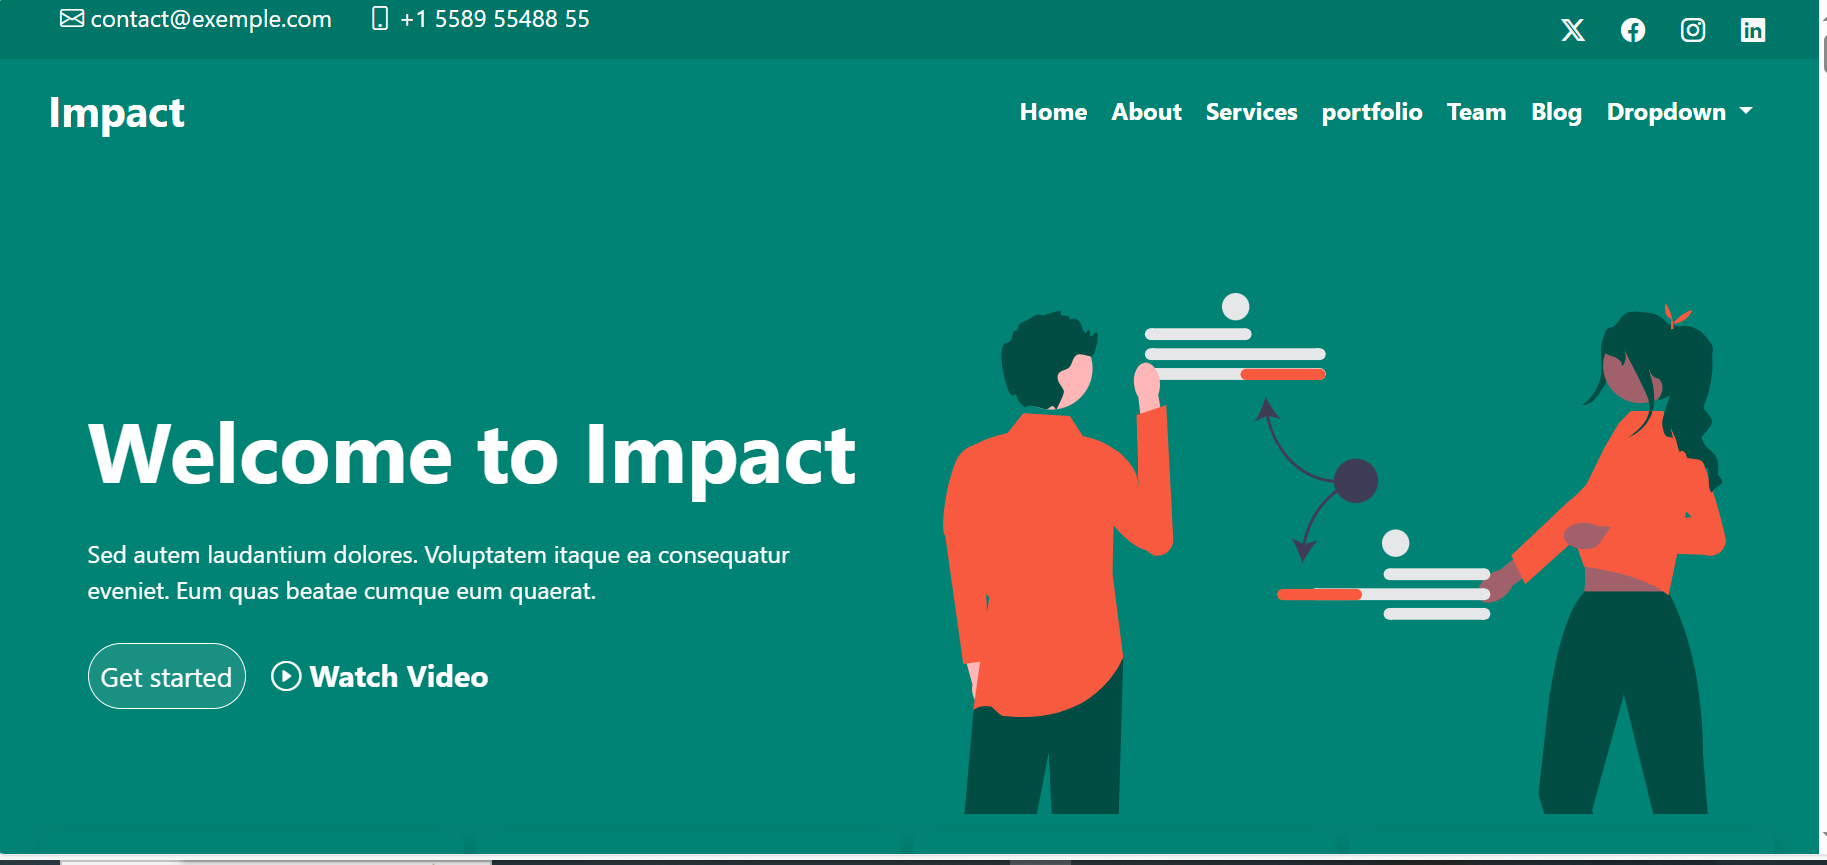 contact@exemple.com +1 5589 55488 55
Impact
Home About Services portfolio Team Blog Dropdown
Welcome to Impact
Sed autem laudantium dolores. Voluptatem itaque ea consequatur
eveniet. Eum quas beatae cumque eum quaerat.
Get started Watch Video